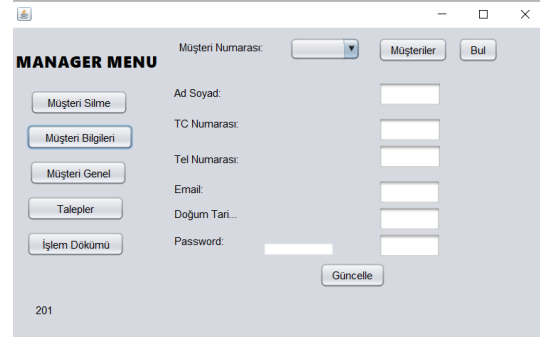 Müşteri Numarası:
Müşteriler
Bul
MANAGER MENU
Müşteri Silme
Müşteri Bilgileri
Müşteri Genel
Talepler
İşlem Dökümü
201
Ad Soyad:
TC Numarası:
Tel Numarası:
Email:
Doğum Tari...
Password:
Güncelle